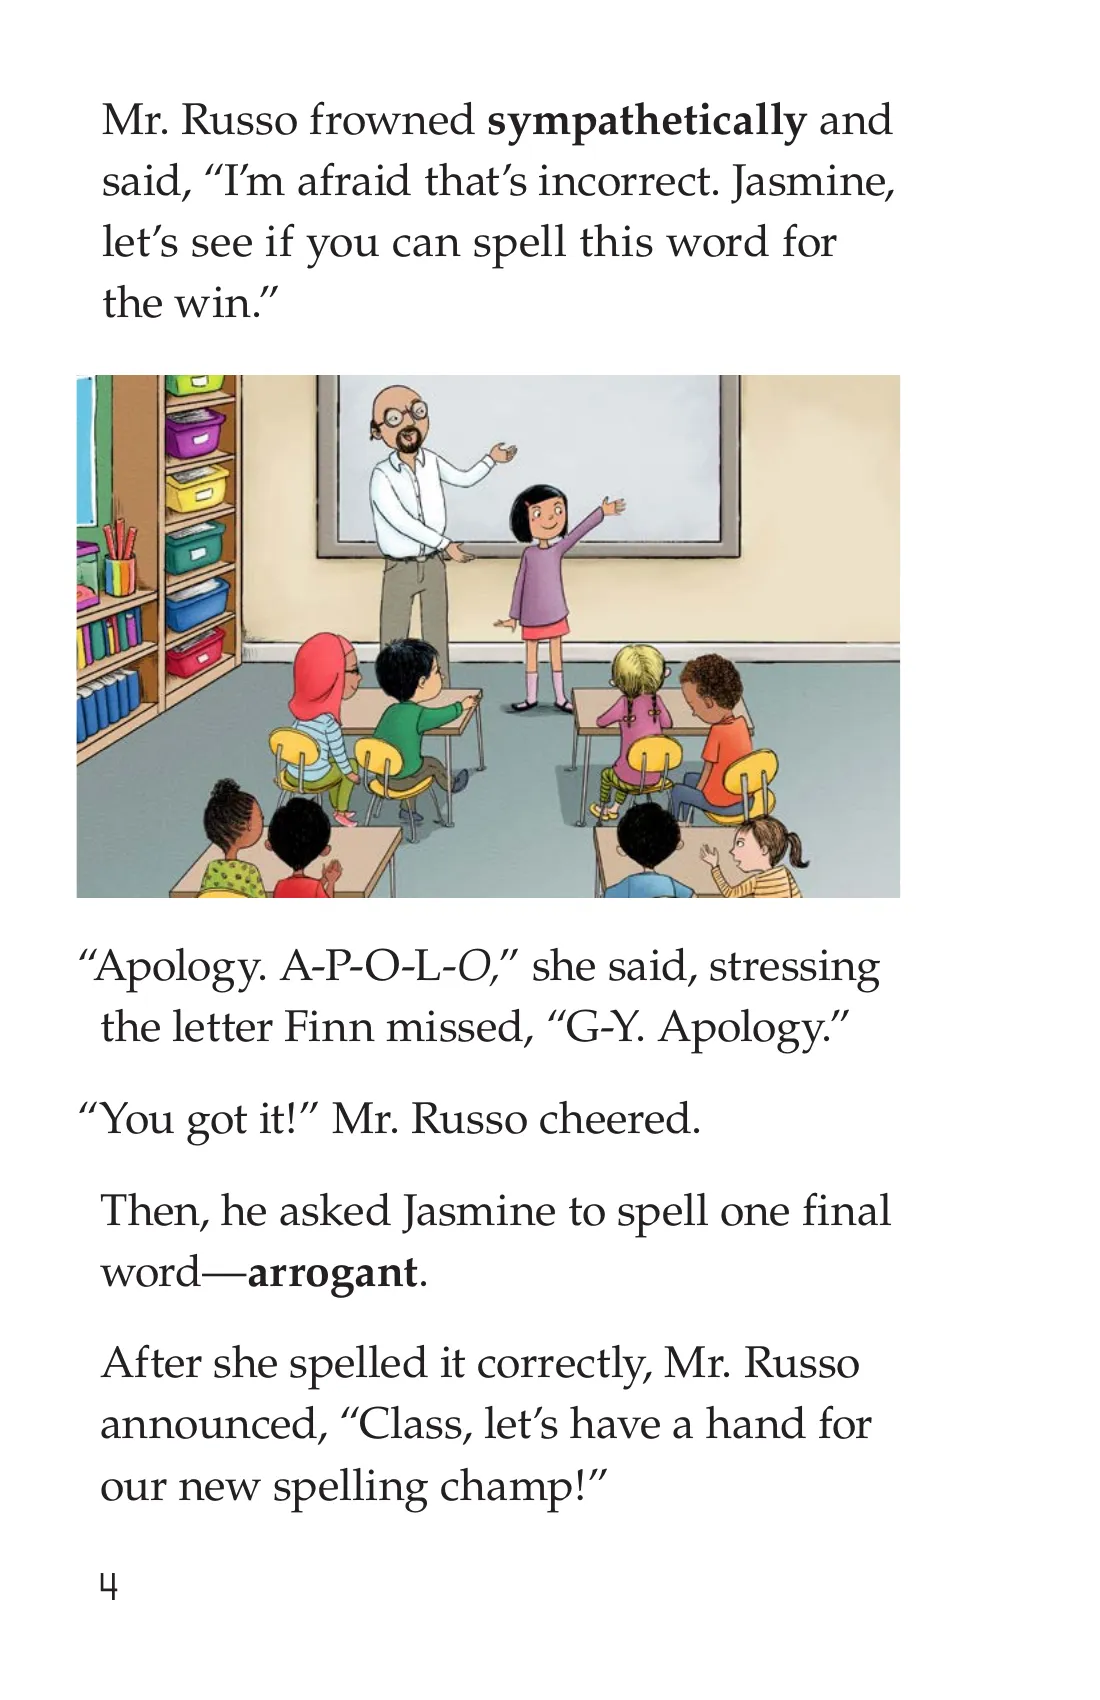 Mr. Russo frowned sympathetically and
said, “I’m afraid that’s incorrect. Jasmine,
let’s see if you can spell this word for
the win.”
“Apology. A-P-O-L-O,” she said, stressing
the letter Finn missed, “G-Y. Apology.”
“You got it!” Mr. Russo cheered.
Then, he asked Jasmine to spell one final
word—arrogant.
After she spelled it correctly, Mr. Russo
announced, “Class, let’s have a hand for
our new spelling champ!”
4